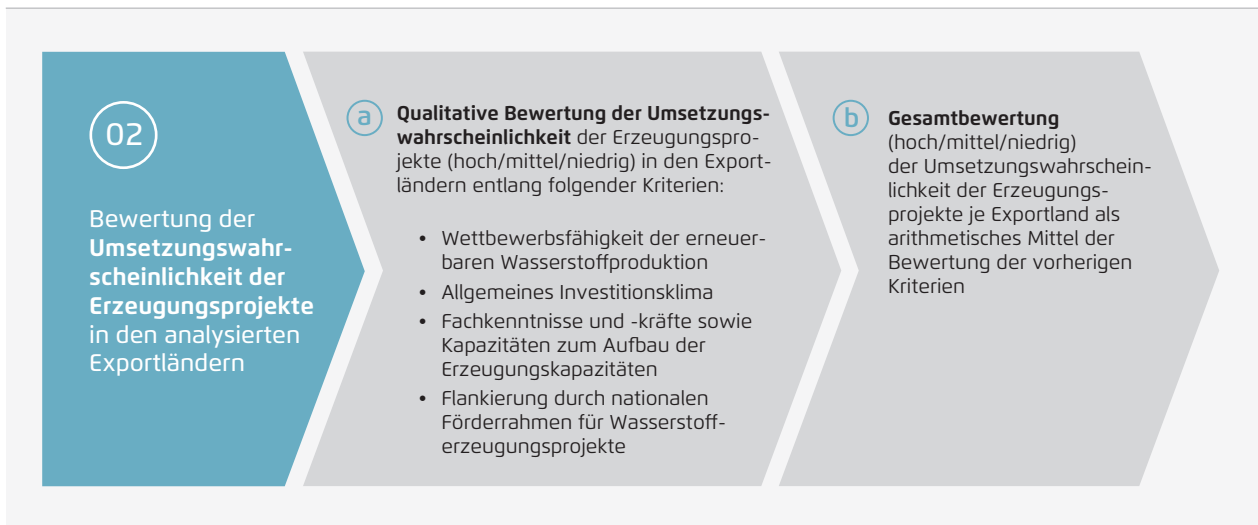 02
Bewertung der
Umsetzungswahr-
scheinlichkeit der
Erzeugungsprojekte
in den analysierten
Exportländern
a
Qualitative Bewertung der Umsetzungs-
wahrscheinlichkeit der Erzeugungspro-
jekte (hoch/mittel/niedrig) in den Export-
ländern entlang folgender Kriterien:
• Wettbewerbsfähigkeit der erneuer-
baren Wasserstoffproduktion
• Allgemeines Investitionsklima
• Fachkenntnisse und -kräfte sowie
Kapazitäten zum Aufbau der
Erzeugungskapazitäten
• Flankierung durch nationalen
Förderrahmen für Wasserstoff-
erzeugungsprojekte
b
Gesamtbewertung
(hoch/mittel/niedrig)
der Umsetzungswahrschein-
lichkeit der Erzeugungs-
projekte je Exportland als
arithmetisches Mittel der
Bewertung der vorherigen
Kriterien